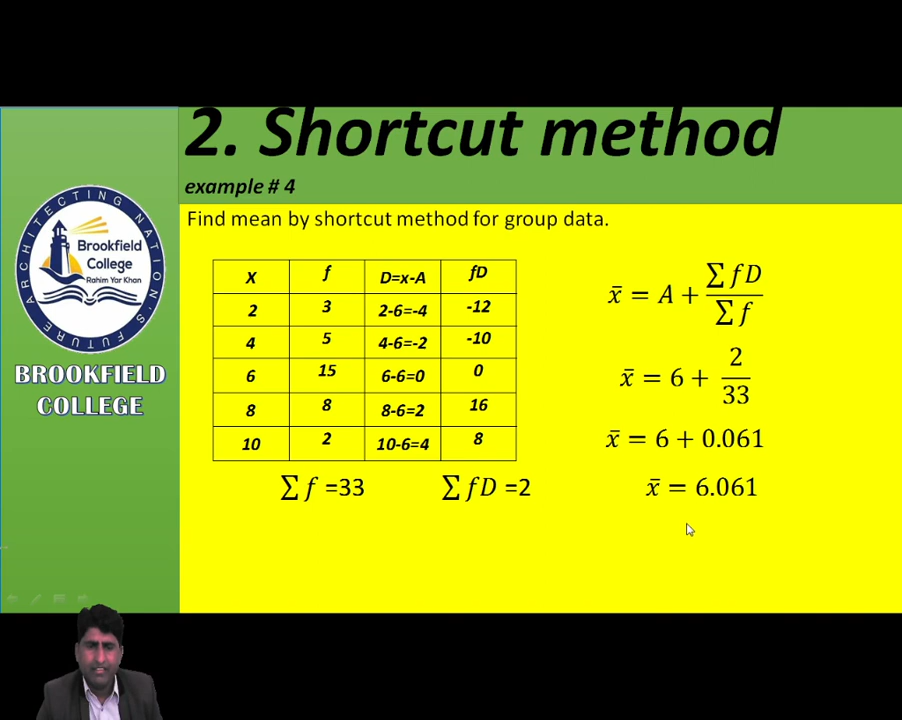 2. Shortcut method
example # 4
ARCHITECTING NATION'S FUTURE
Brookfield
College
Rahim Yar Khan
BROOKFIELD
COLLEGE
Find mean by shortcut method for group data.
X f D=x-A fD
2 3 2-6=-4 -12
4 5 4-6=-2 -10
6 15 6-6=0 0
8 8 8-6=2 16
10 2 10-6=4 8
∑ f =33 ∑ fD =2
x̄ = A + ∑ fD / ∑ f
x̄ = 6 + 2 / 33
x̄ = 6 + 0.061
x̄ = 6.061